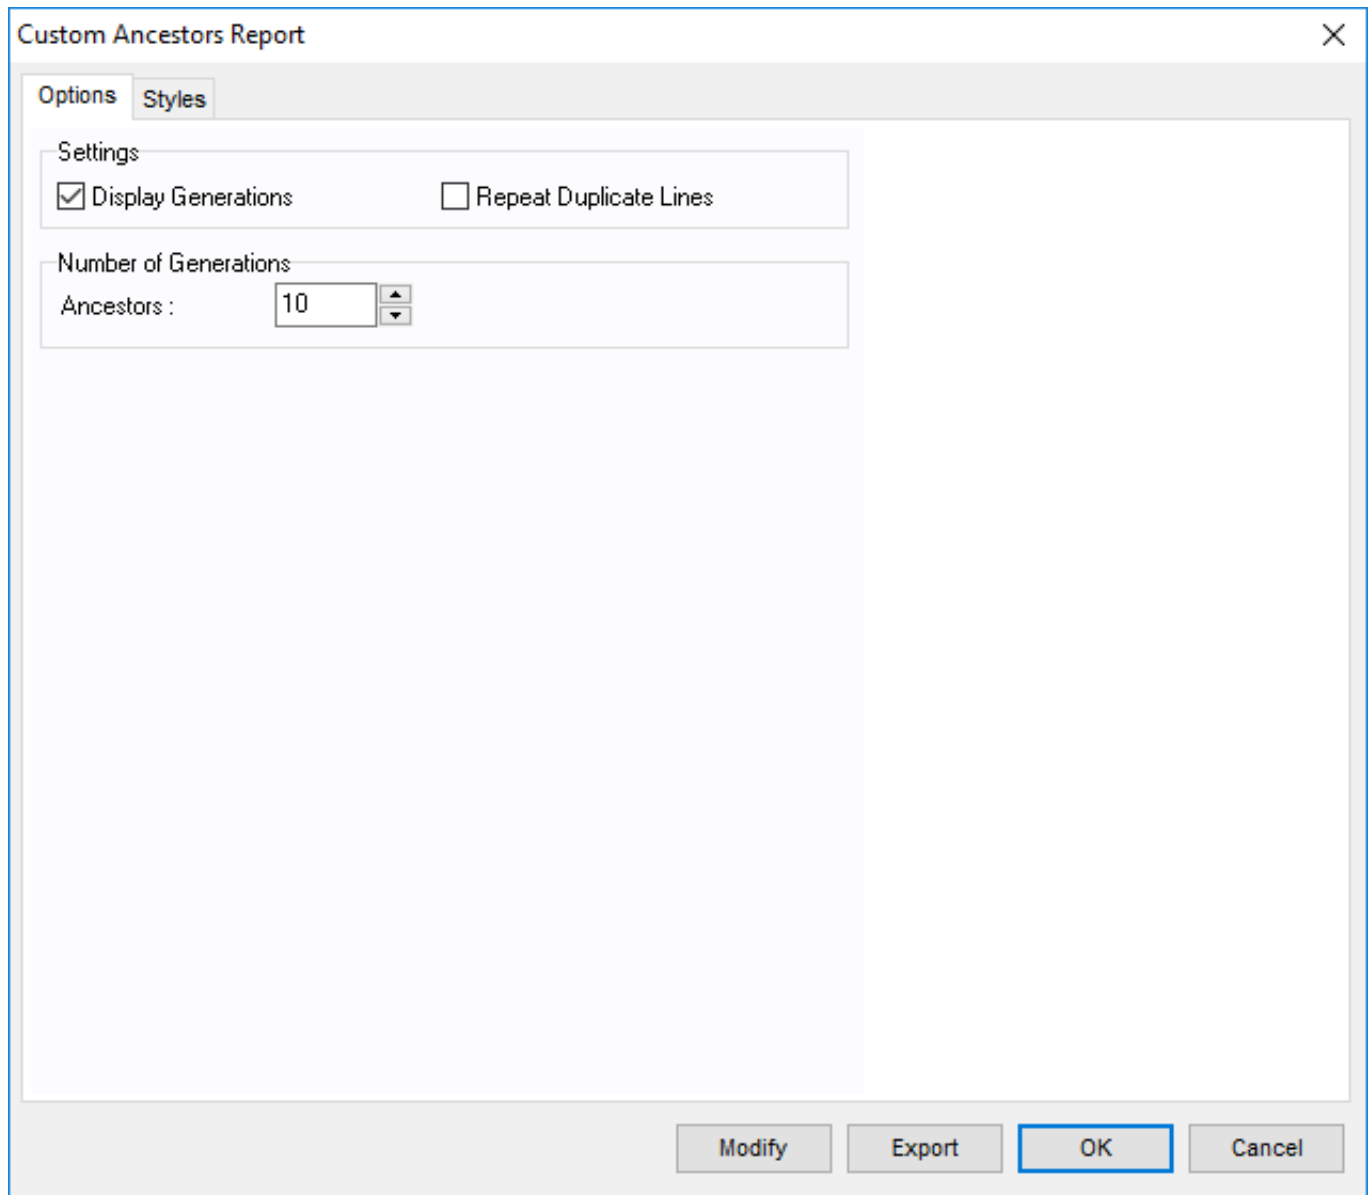 Custom Ancestors Report
Options Styles
Settings
Display Generations Repeat Duplicate Lines
Number of Generations
Ancestors : 10
Modify Export OK Cancel